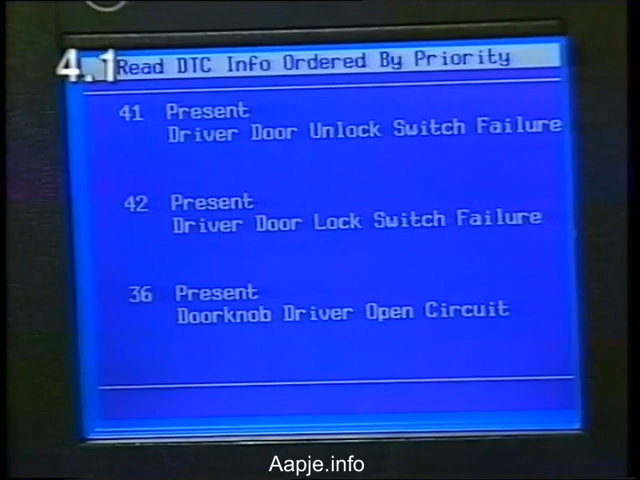 4.1
Read DTC Info Ordered By Priority
41 Present
Driver Door Unlock Switch Failure
42 Present
Driver Door Lock Switch Failure
36 Present
Doorknob Driver Open Circuit
Aapje.info